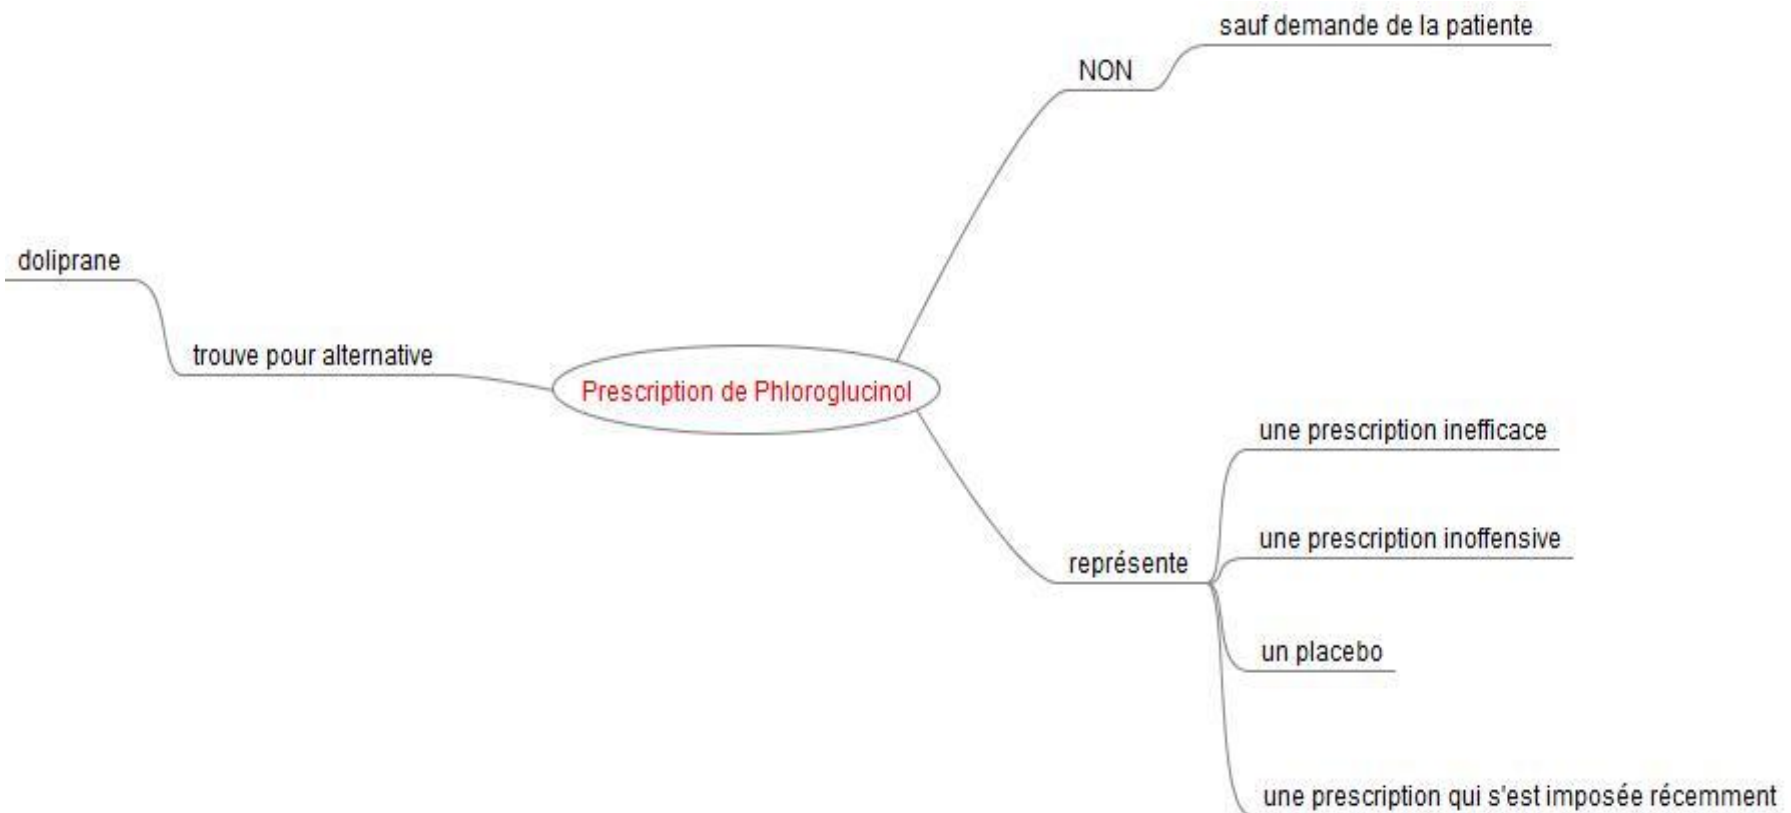 sauf demande de la patiente
NON
doliprane
trouve pour alternative
Prescription de Phloroglucinol
une prescription inefficace
une prescription inoffensive
représente
un placebo
une prescription qui s'est imposée récemment